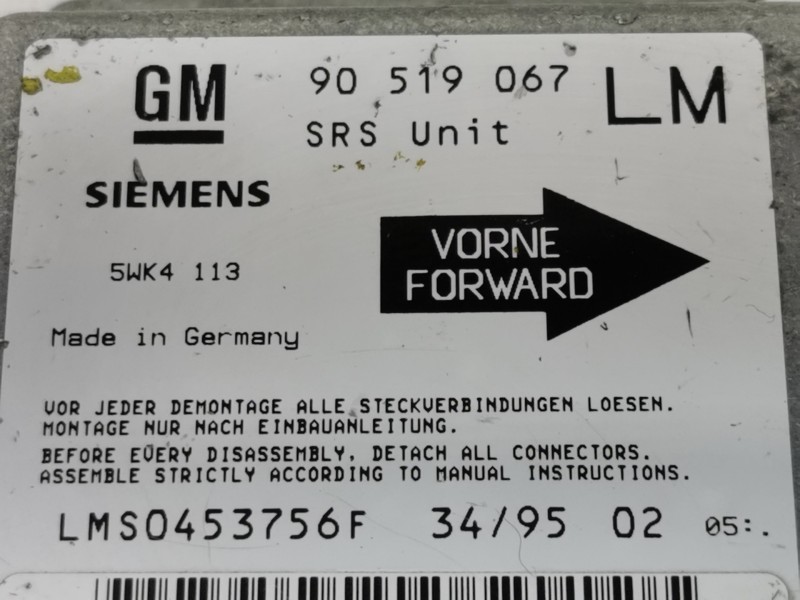 GM 90 519 067 LM
SRS Unit
SIEMENS
VORNE
FORWARD
5WK4 113
Made in Germany
VOR JEDER DEMONTAGE ALLE STECKVERBINDUNGEN LOESEN.
MONTAGE NUR NACH EINBAUANLEITUNG.
BEFORE EVERY DISASSEMBLY, DETACH ALL CONNECTORS.
ASSEMBLE STRICTLY ACCORDING TO MANUAL INSTRUCTIONS.
LMS0453756F 34/95 02 05:.